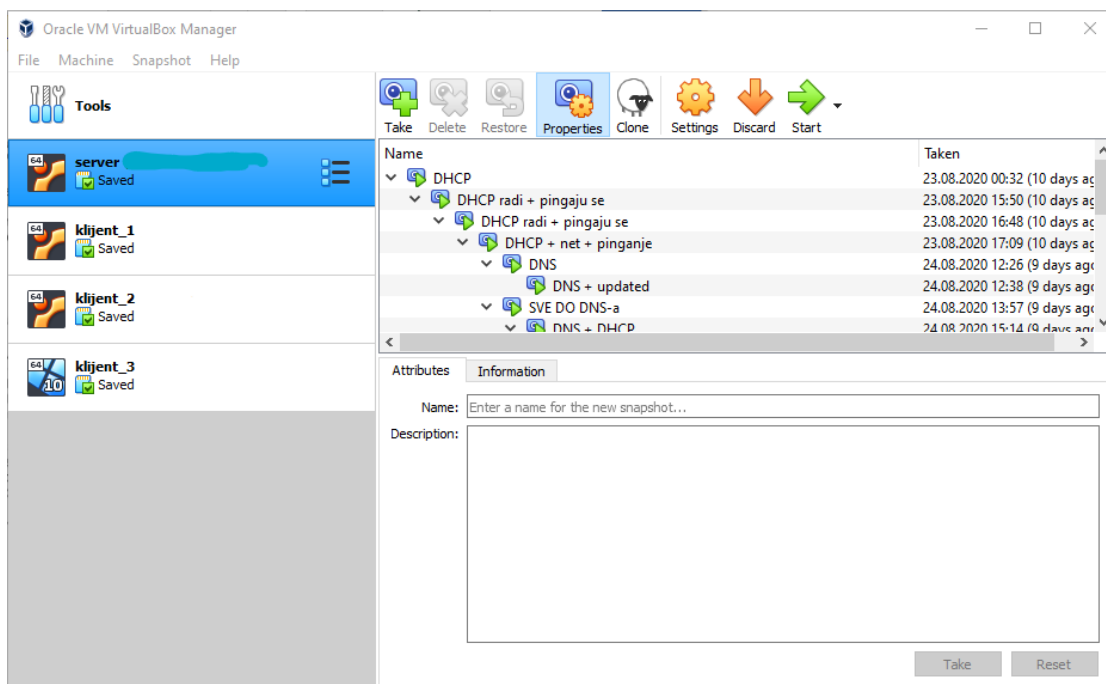 Oracle VM VirtualBox Manager
File Machine Snapshot Help
Tools
Take Delete Restore Properties Clone Settings Discard Start
64 server
Saved
64 klijent_1
Saved
64 klijent_2
Saved
64 10 klijent_3
Saved
Name Taken
DHCP 23.08.2020 00:32 (10 days ag
DHCP radi + pingaju se 23.08.2020 15:50 (10 days ag
DHCP radi + pingaju se 23.08.2020 16:48 (10 days ag
DHCP + net + pinganje 23.08.2020 17:09 (10 days ag
DNS 24.08.2020 12:26 (9 days ago
DNS + updated 24.08.2020 12:38 (9 days ago
SVE DO DNS-a 24.08.2020 13:57 (9 days ago
DNS + DHCP 24.08.2020 15:14 (9 days ago
Attributes Information
Name: Enter a name for the new snapshot...
Description:
Take Reset